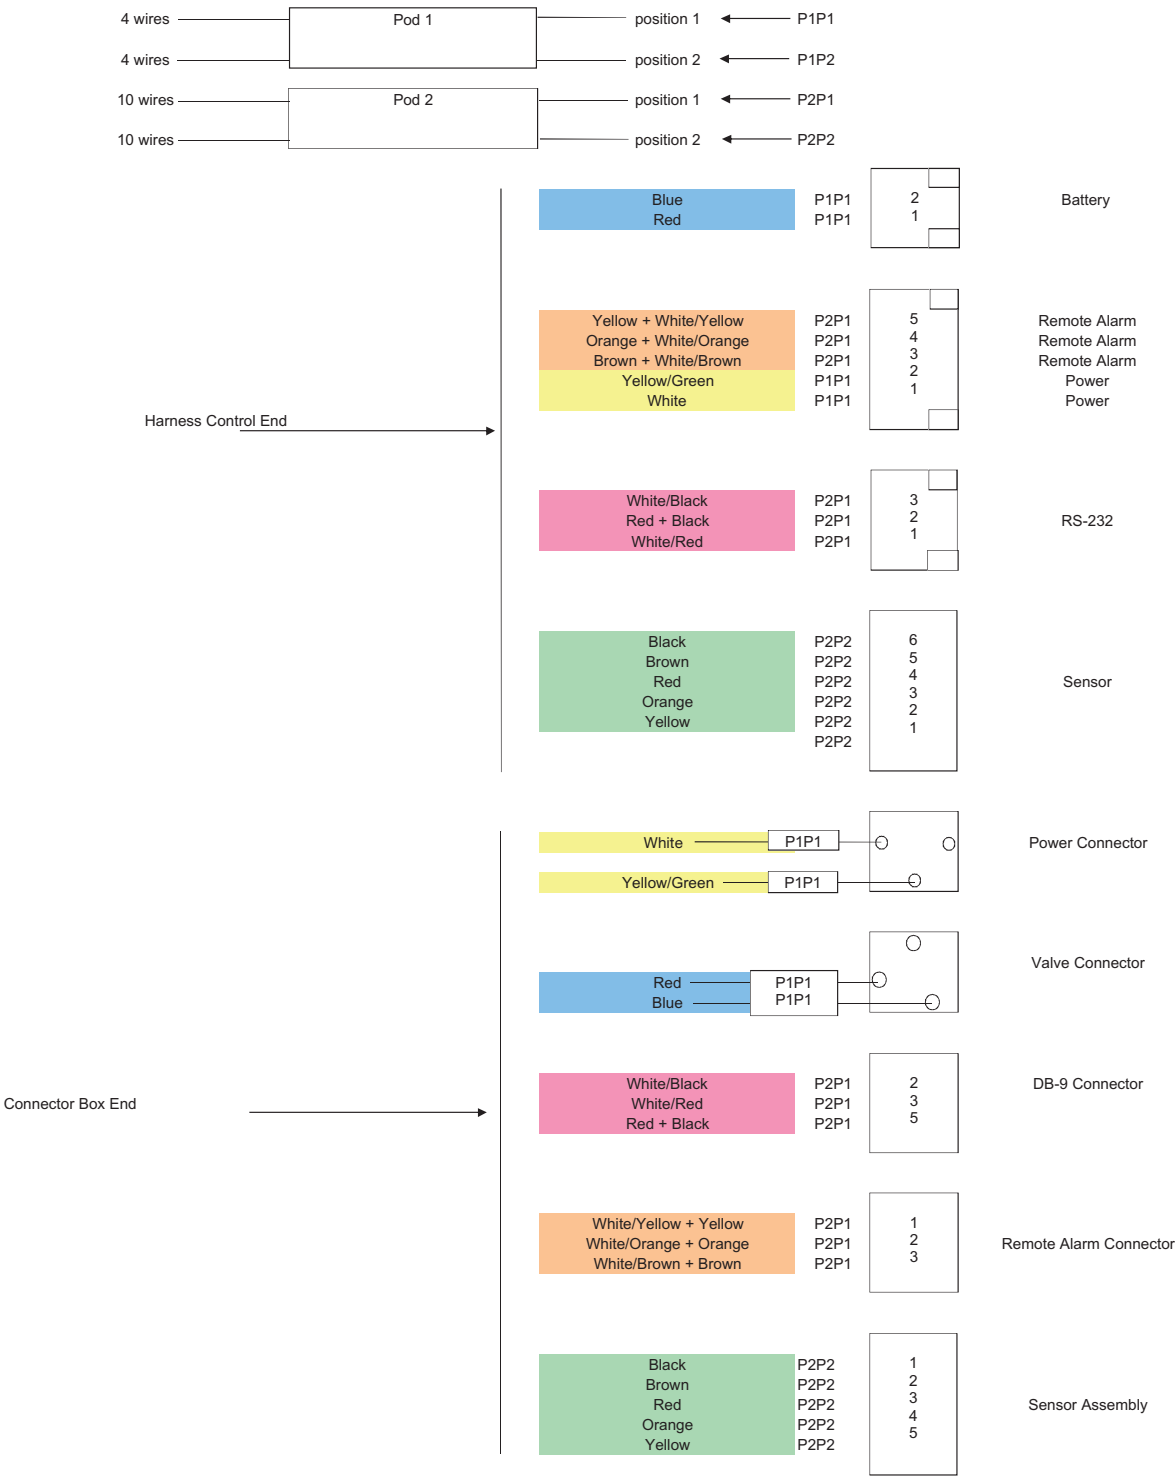 4 wires Pod 1 position 1 P1P1
4 wires position 2 P1P2
10 wires Pod 2 position 1 P2P1
10 wires position 2 P2P2
Blue P1P1 2 Battery
Red P1P1 1
Yellow + White/Yellow P2P1 5 Remote Alarm
Orange + White/Orange P2P1 4 Remote Alarm
Brown + White/Brown P2P1 3 Remote Alarm
Yellow/Green P1P1 2 Power
White P1P1 1 Power
Harness Control End
White/Black P2P1 3
Red + Black P2P1 2 RS-232
White/Red P2P1 1
Black P2P2 6
Brown P2P2 5
Red P2P2 4 Sensor
Orange P2P2 3
Yellow P2P2 2
P2P2 1
White P1P1 Power Connector
Yellow/Green P1P1
Valve Connector
Red P1P1
Blue P1P1
White/Black P2P1 2 DB-9 Connector
Connector Box End White/Red P2P1 3
Red + Black P2P1 5
White/Yellow + Yellow P2P1 1
White/Orange + Orange P2P1 2 Remote Alarm Connector
White/Brown + Brown P2P1 3
Black P2P2 1
Brown P2P2 2
Red P2P2 3 Sensor Assembly
Orange P2P2 4
Yellow P2P2 5